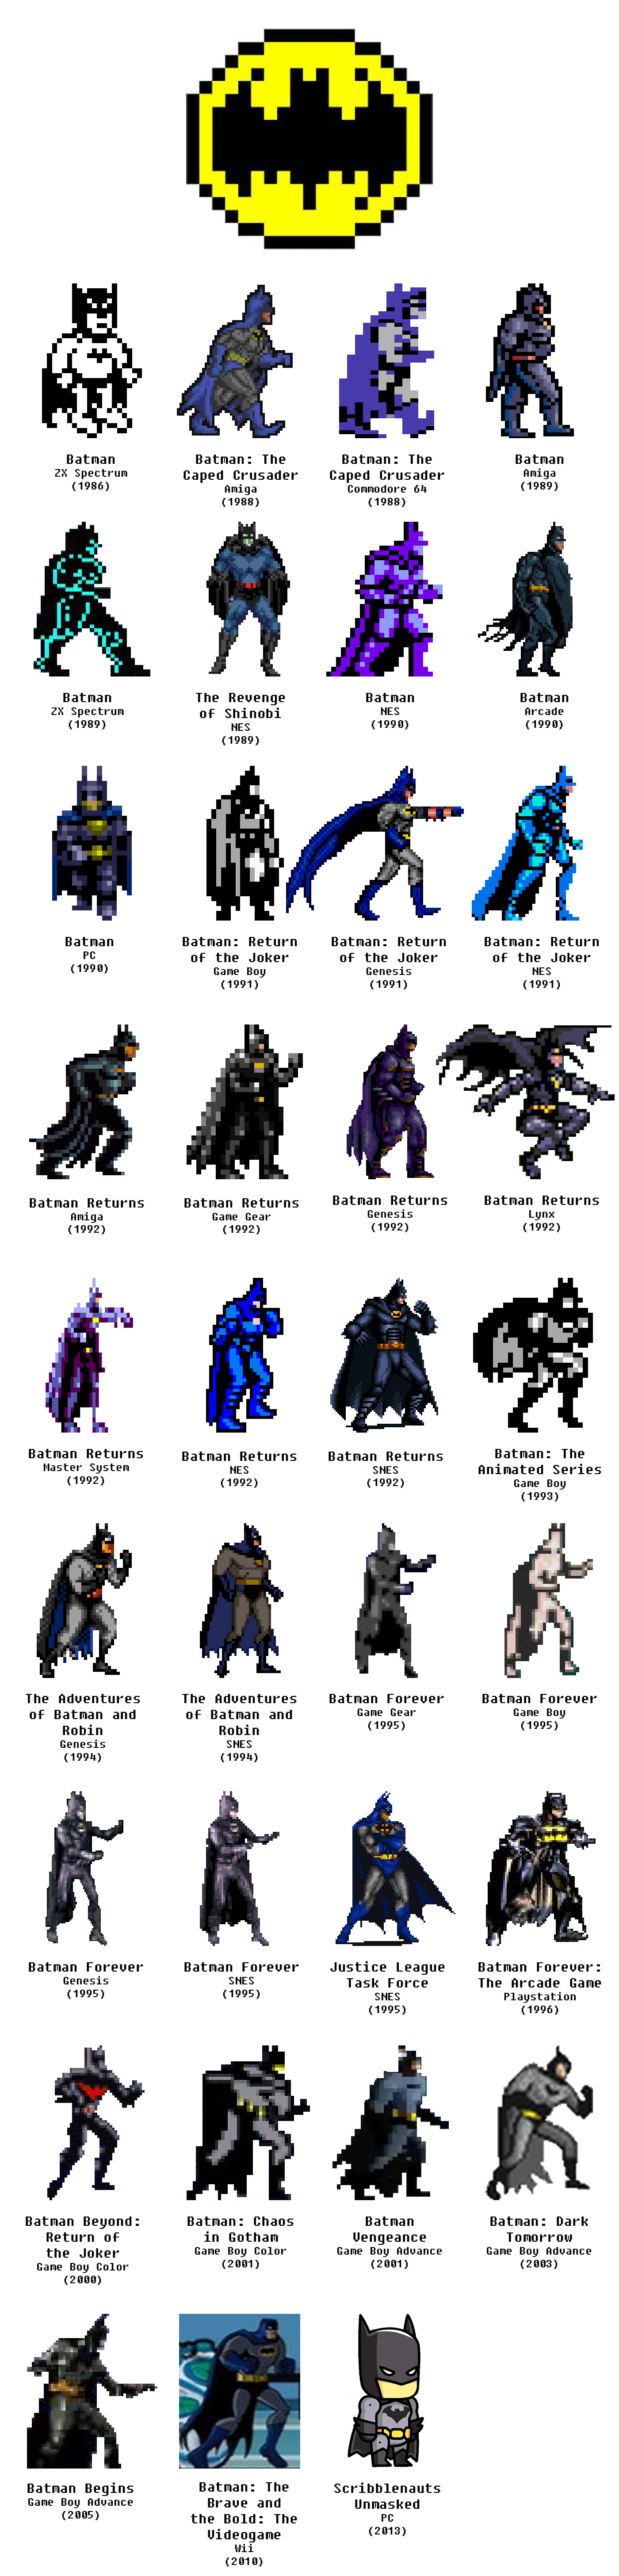 Batman
ZX Spectrum
(1986)
Batman: The
Caped Crusader
Amiga
(1988)
Batman: The
Caped Crusader
Commodore 64
(1988)
Batman
Amiga
(1989)
Batman
ZX Spectrum
(1989)
The Revenge
of Shinobi
NES
(1989)
Batman
NES
(1990)
Batman
Arcade
(1990)
Batman
PC
(1990)
Batman: Return
of the Joker
Game Boy
(1991)
Batman: Return
of the Joker
Genesis
(1991)
Batman: Return
of the Joker
NES
(1991)
Batman Returns
Amiga
(1992)
Batman Returns
Game Gear
(1992)
Batman Returns
Genesis
(1992)
Batman Returns
Lynx
(1992)
Batman Returns
Master System
(1992)
Batman Returns
NES
(1992)
Batman Returns
SNES
(1992)
Batman: The
Animated Series
Game Boy
(1993)
The Adventures
of Batman and
Robin
Genesis
(1994)
The Adventures
of Batman and
Robin
SNES
(1994)
Batman Forever
Game Gear
(1995)
Batman Forever
Game Boy
(1995)
Batman Forever
Genesis
(1995)
Batman Forever
SNES
(1995)
Justice League
Task Force
SNES
(1995)
Batman Forever:
The Arcade Game
Playstation
(1996)
Batman Beyond:
Return of
the Joker
Game Boy Color
(2000)
Batman: Chaos
in Gotham
Game Boy Color
(2001)
Batman
Vengeance
Game Boy Advance
(2001)
Batman: Dark
Tomorrow
Game Boy Advance
(2003)
Batman Begins
Game Boy Advance
(2005)
Batman: The
Brave and
the Bold: The
Videogame
Wii
(2010)
Scribblenauts
Unmasked
PC
(2013)